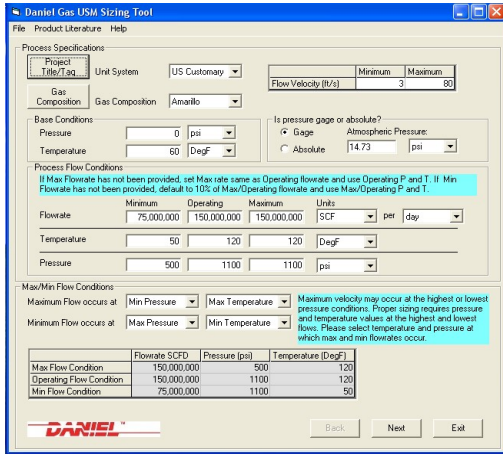 Daniel Gas USM Sizing Tool
File Product Literature Help
Process Specifications
Project Title/Tag
Unit System US Customary
Minimum Maximum
Flow Velocity (ft/s) 3 80
Gas Composition
Gas Composition Amarillo
Base Conditions
Pressure 0 psi
Temperature 60 DegF
Is pressure gage or absolute?
Gage Atmospheric Pressure:
Absolute 14.73 psi
Process Flow Conditions
If Max Flowrate has not been provided, set Max rate same as Operating flowrate and use Operating P and T. If Min
Flowrate has not been provided, default to 10% of Max/Operating flowrate and use Max/Operating P and T.
Minimum Operating Maximum Units
Flowrate 75,000,000 150,000,000 150,000,000 SCF per day
Temperature 50 120 120 DegF
Pressure 500 1100 1100 psi
Max/Min Flow Conditions
Maximum Flow occurs at Min Pressure Max Temperature
Minimum Flow occurs at Max Pressure Min Temperature
Maximum velocity may occur at the highest or lowest
pressure conditions. Proper sizing requires pressure
and temperature values at the highest and lowest
flows. Please select temperature and pressure at
which max and min flowrates occur.
Flowrate SCFD Pressure (psi) Temperature (DegF)
Max Flow Condition 150,000,000 500 120
Operating Flow Condition 150,000,000 1100 120
Min Flow Condition 75,000,000 1100 50
DANIEL™
Back Next Exit